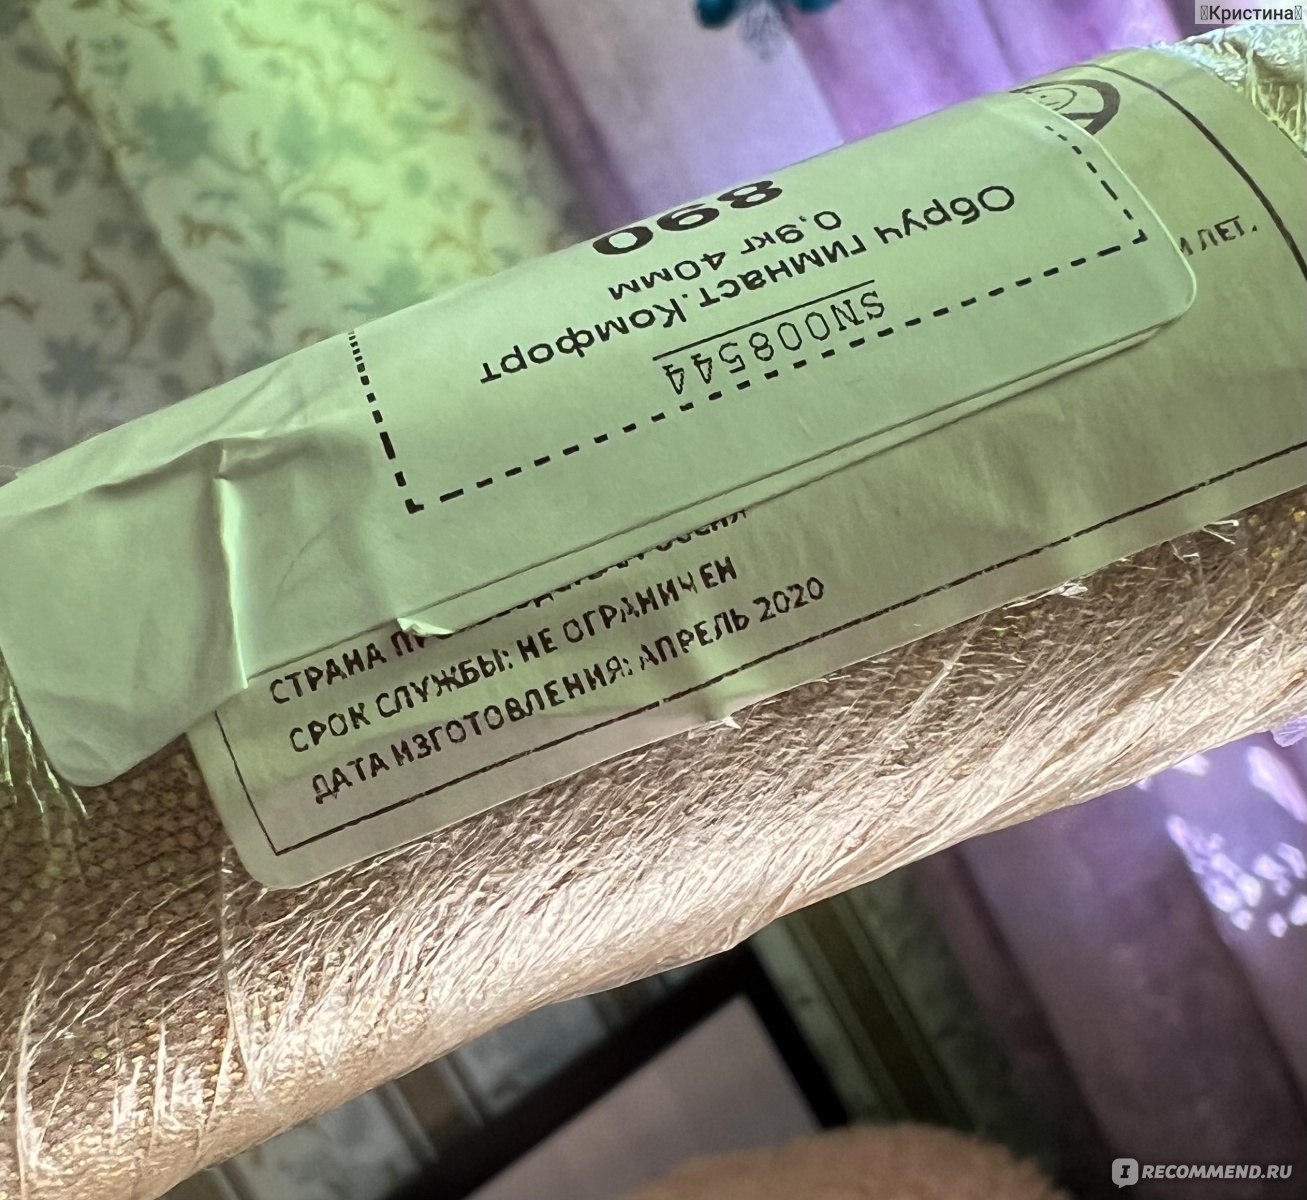 Кристина
SN008544
Обруч гимнаст.Комфорт
0,9кг 40мм
890
ЛЕТ.
СТРАНА
СРОК СЛУЖБЫ: НЕ ОГРАНИЧЕН
ДАТА ИЗГОТОВЛЕНИЯ: АПРЕЛЬ 2020
IRECOMMEND.RU